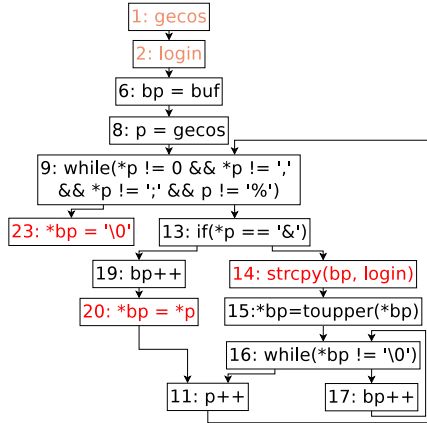 1: gecos
2: login
6: bp = buf
8: p = gecos
9: while(*p != 0 && *p != ','
&& *p != ';' && p != '%')
23: *bp = '\0'
13: if(*p == '&')
19: bp++
14: strcpy(bp, login)
20: *bp = *p
15:*bp=toupper(*bp)
16: while(*bp != '\0')
11: p++
17: bp++